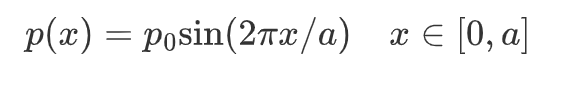 p(x) = p₀sin(2πx/a) x ∈ [0, a]